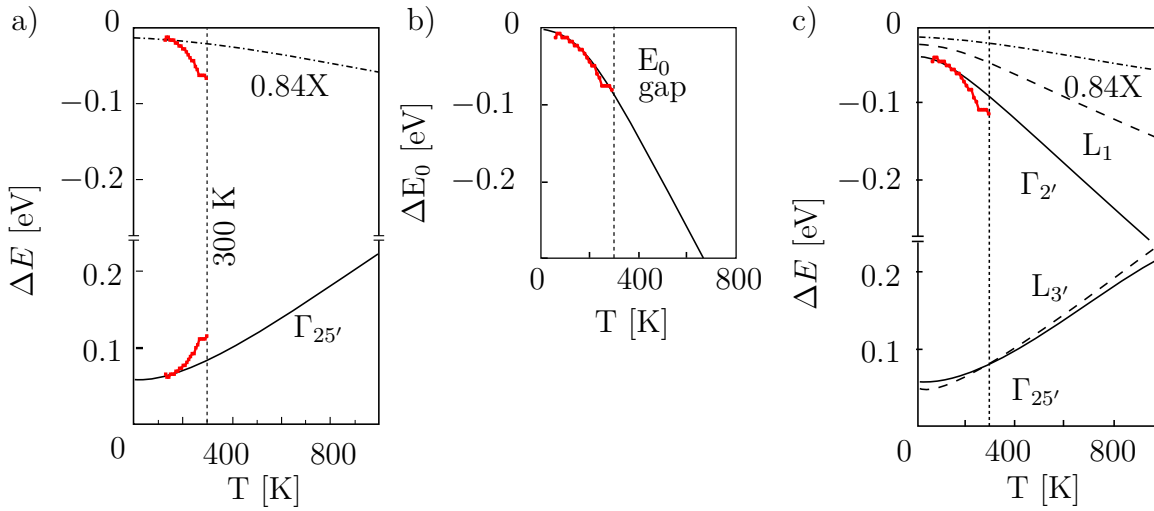 a)
0
−0.1
−0.2
0.2
0.1
0
400
800
T [K]
ΔE [eV]
0.84X
300 K
Γ25′
b)
0
−0.1
−0.2
0
400
800
T [K]
ΔE0 [eV]
E0
gap
c)
0
−0.1
−0.2
0.2
0.1
0
400
800
T [K]
ΔE [eV]
0.84X
L1
Γ2′
L3′
Γ25′